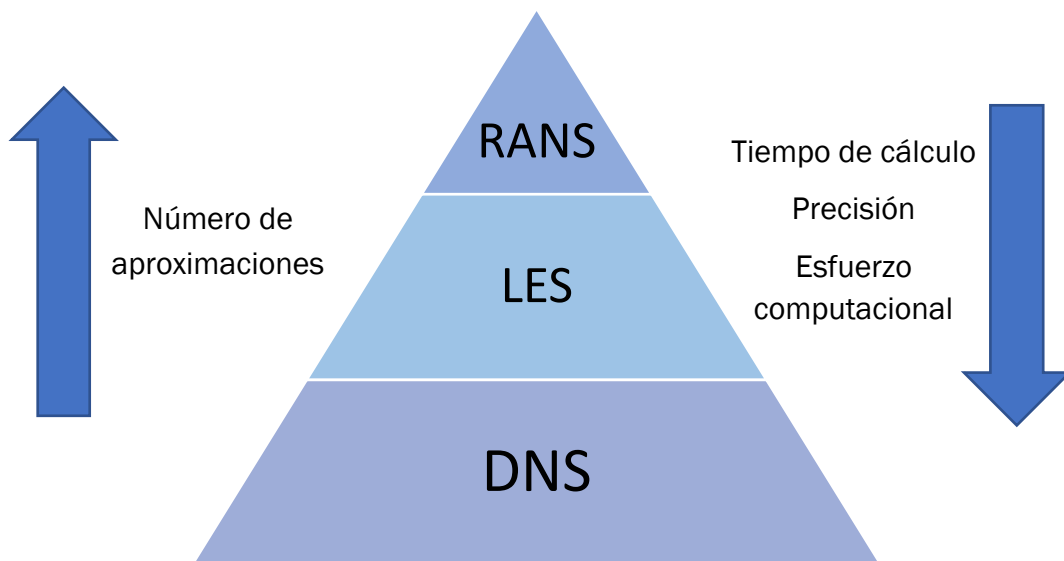 RANS
Tiempo de cálculo
Precisión
Número de
aproximaciones
Esfuerzo
computacional
LES
DNS